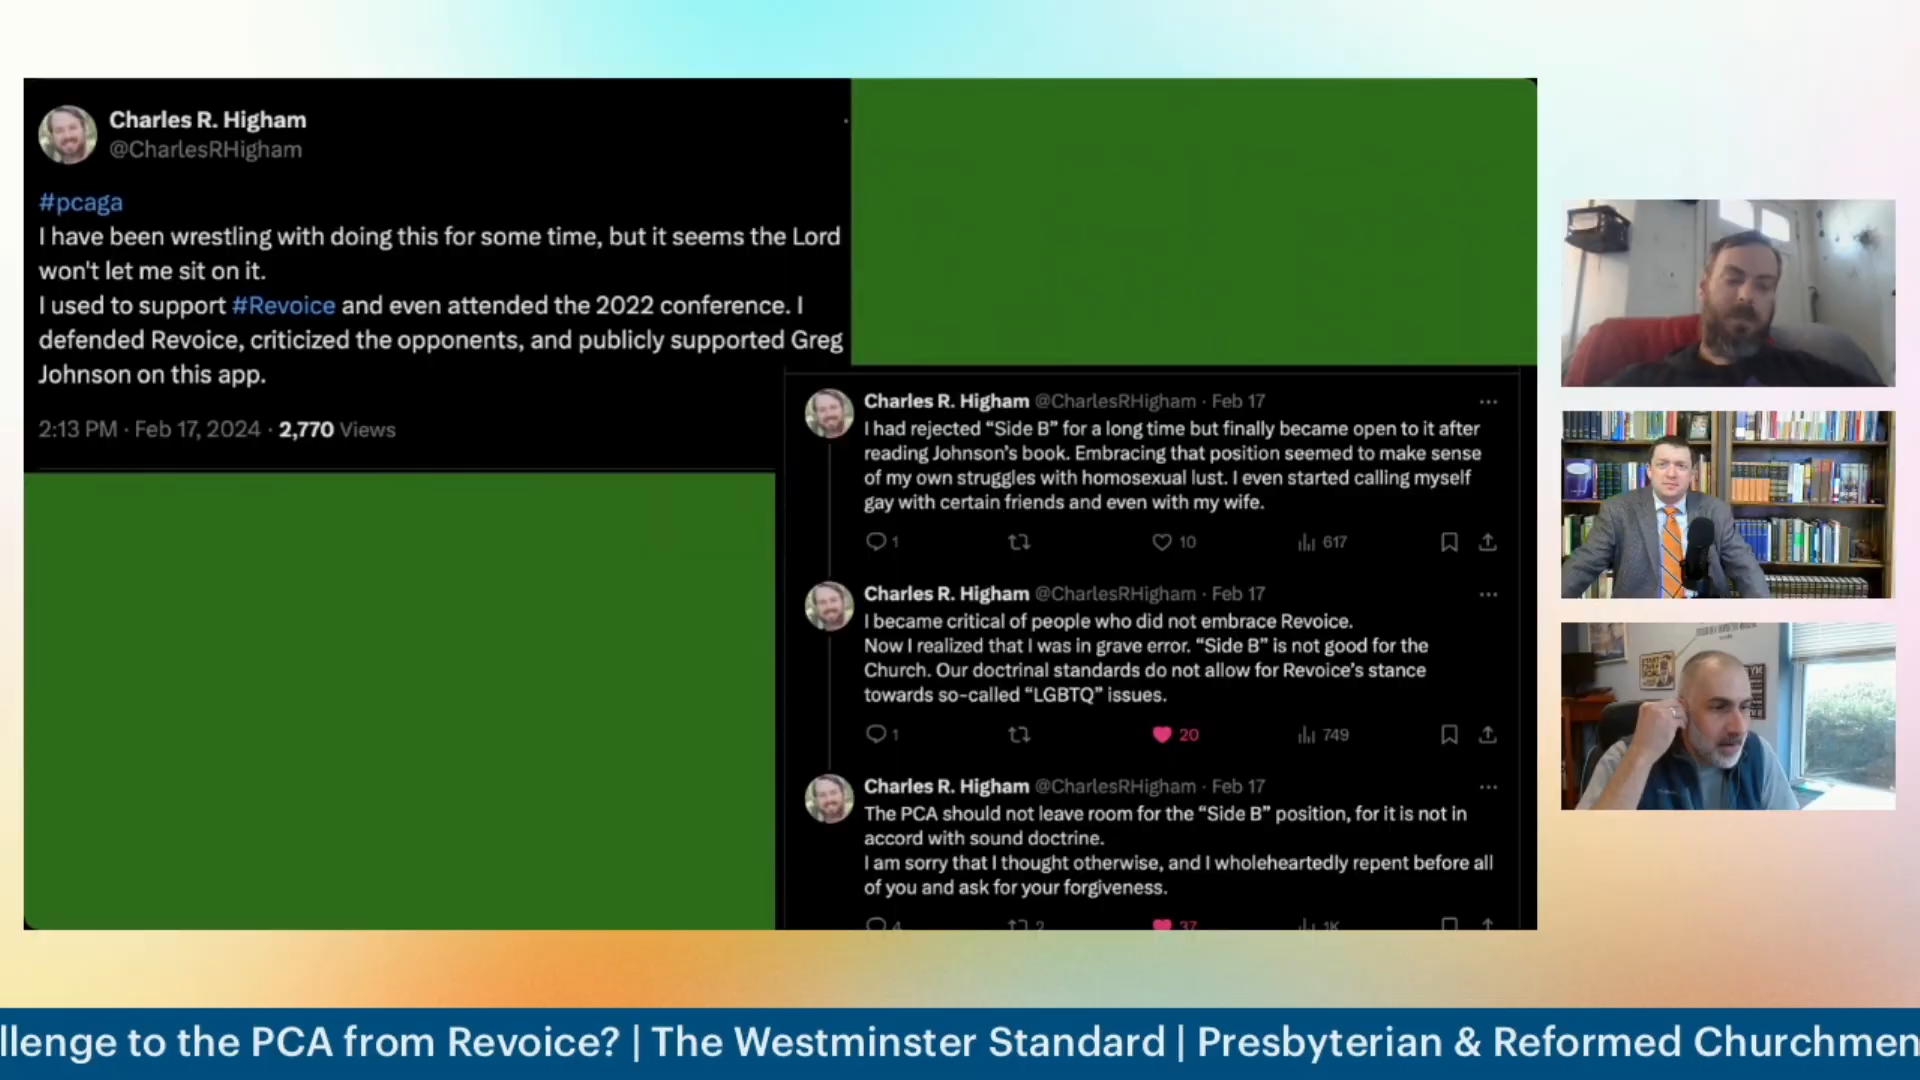 Charles R. Higham
@CharlesRHigham
#pcaga
I have been wrestling with doing this for some time, but it seems the Lord
won't let me sit on it.
I used to support #Revoice and even attended the 2022 conference. I
defended Revoice, criticized the opponents, and publicly supported Greg
Johnson on this app.
2:13 PM · Feb 17, 2024 · 2,770 Views
Charles R. Higham @CharlesRHigham · Feb 17
I had rejected “Side B” for a long time but finally became open to it after
reading Johnson’s book. Embracing that position seemed to make sense
of my own struggles with homosexual lust. I even started calling myself
gay with certain friends and even with my wife.
1 10 617
Charles R. Higham @CharlesRHigham · Feb 17
I became critical of people who did not embrace Revoice.
Now I realized that I was in grave error. “Side B” is not good for the
Church. Our doctrinal standards do not allow for Revoice’s stance
towards so-called “LGBTQ” issues.
1 20 749
Charles R. Higham @CharlesRHigham · Feb 17
The PCA should not leave room for the “Side B” position, for it is not in
accord with sound doctrine.
I am sorry that I thought otherwise, and I wholeheartedly repent before all
of you and ask for your forgiveness.
4 2 37 1K
llenge to the PCA from Revoice? | The Westminster Standard | Presbyterian & Reformed Churchmen